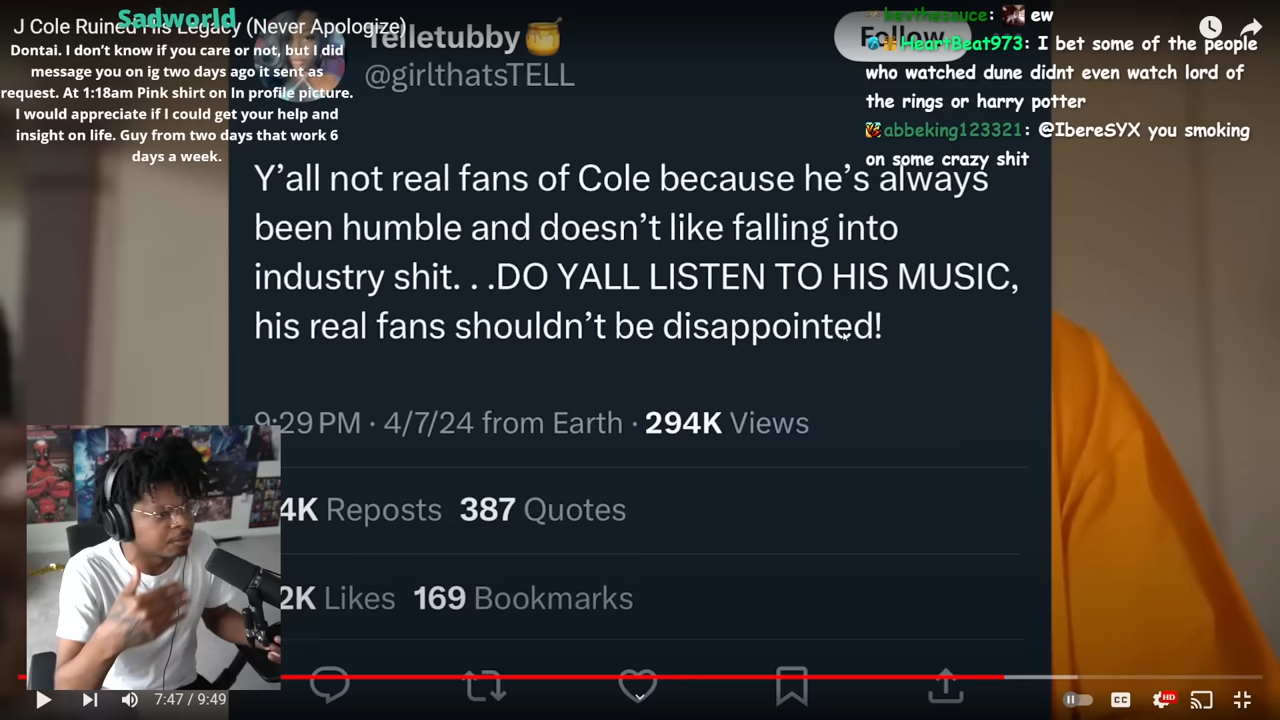 J Cole Ruined His Legacy (Never Apologize)
Sadworld
Dontai. I don't know if you care or not, but I did
message you on ig two days ago it sent as
request. At 1:18am Pink shirt on In profile picture.
I would appreciate if I could get your help and
insight on life. Guy from two days that work 6
days a week.
Telletubby
@girlthatsTELL
Follow
kevthesauce: ew
HeartBeat973: I bet some of the people
who watched dune didnt even watch lord of
the rings or harry potter
abbeking123321: @IbereSYX you smoking
on some crazy shit
Y'all not real fans of Cole because he's always
been humble and doesn't like falling into
industry shit. . .DO YALL LISTEN TO HIS MUSIC,
his real fans shouldn't be disappointed!
9:29 PM · 4/7/24 from Earth · 294K Views
4K Reposts 387 Quotes
2K Likes 169 Bookmarks
7:47 / 9:49
CC
HD